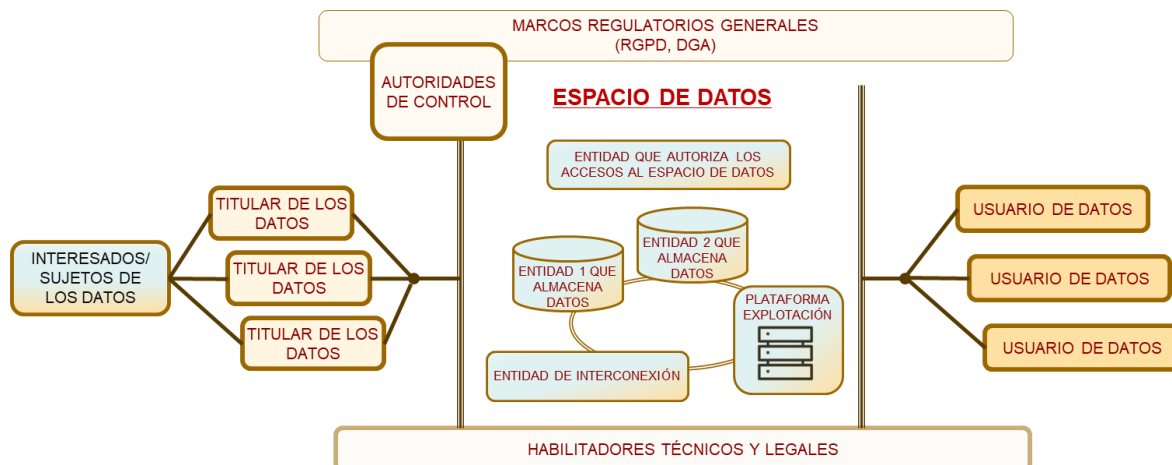 MARCOS REGULATORIOS GENERALES
(RGPD, DGA)
AUTORIDADES
DE CONTROL
ESPACIO DE DATOS
ENTIDAD QUE AUTORIZA LOS
ACCESOS AL ESPACIO DE DATOS
INTERESADOS/
SUJETOS DE
LOS DATOS
TITULAR DE LOS
DATOS
TITULAR DE LOS
DATOS
TITULAR DE LOS
DATOS
ENTIDAD 1 QUE
ALMACENA
DATOS
ENTIDAD 2 QUE
ALMACENA
DATOS
PLATAFORMA
EXPLOTACIÓN
ENTIDAD DE INTERCONEXIÓN
USUARIO DE DATOS
USUARIO DE DATOS
USUARIO DE DATOS
HABILITADORES TÉCNICOS Y LEGALES